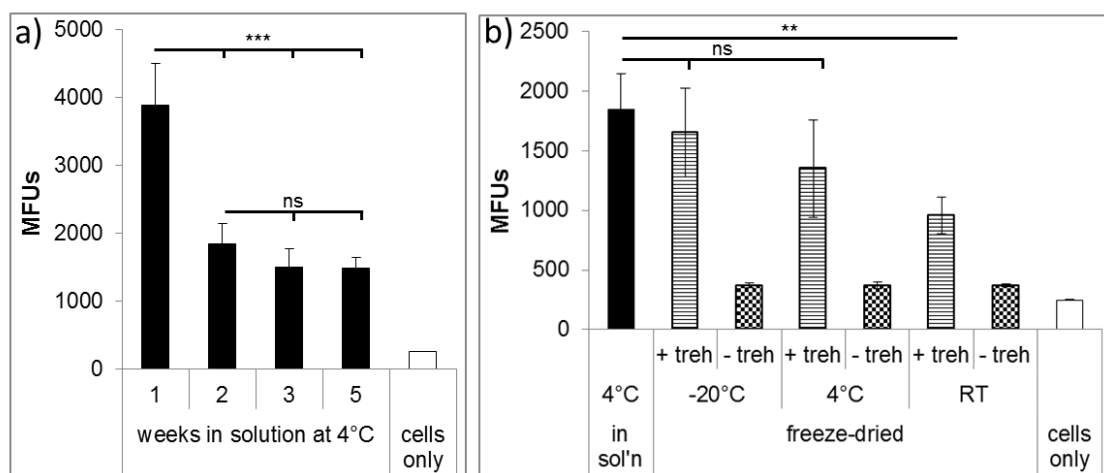 a)
5000
4000
3000
2000
1000
0
MFUs
***
ns
1 2 3 5
weeks in solution at 4°C
cells
only
b)
2500
2000
1500
1000
500
0
MFUs
**
ns
+ treh - treh + treh - treh + treh - treh
4°C -20°C 4°C RT
in
sol'n
freeze-dried
cells
only